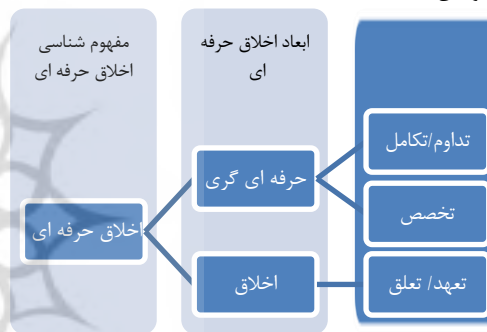 مفهوم شناسی
اخلاق حرفه ای
ابعاد اخلاق حرفه
ای
تداوم/تکامل
حرفه ای گری
تخصص
اخلاق حرفه ای
اخلاق
تعهد/ تعلق